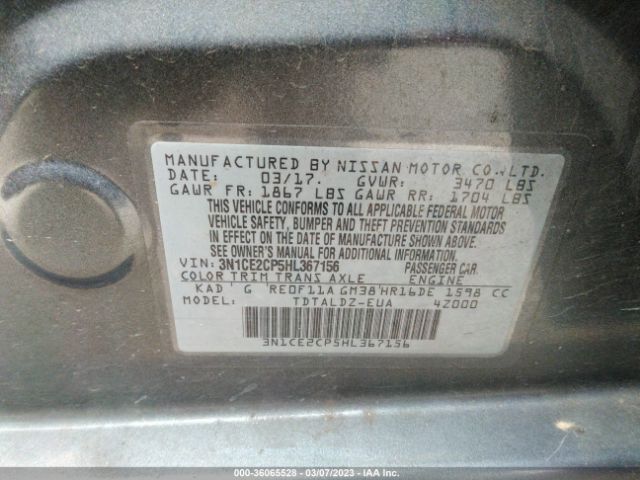 MANUFACTURED BY NISSAN MOTOR CO.,LTD.
DATE: 03/17. GVWR: 3470 LBS
GAWR FR: 1867 LBS GAWR RR: 1704 LBS
THIS VEHICLE CONFORMS TO ALL APPLICABLE FEDERAL MOTOR
VEHICLE SAFETY, BUMPER AND THEFT PREVENTION STANDARDS
IN EFFECT ON THE DATE OF MANUFACTURE SHOWN ABOVE.
SEE OWNER'S MANUAL FOR ADDITIONAL INFORMATION.
VIN: 3N1CE2CP5HL367156 PASSENGER CAR.
COLOR TRIM TRANS AXLE ENGINE
KAD G RE0F11A GM38 HR16DE 1598 CC
MODEL: TDTALDZ-EUA 4Z000
3N1CE2CP5HL367156
000-36065528 - 03/07/2023 - IAA Inc.